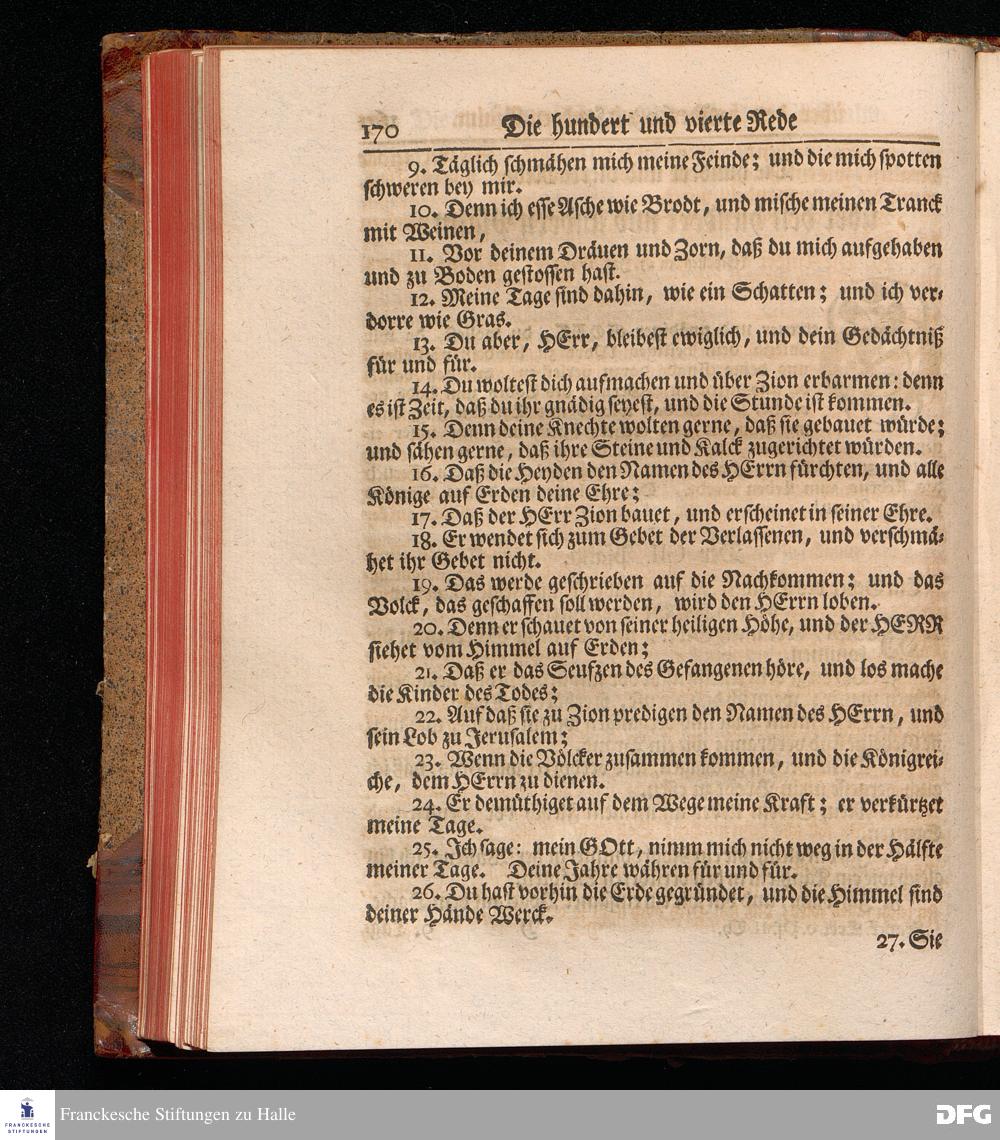 170 Die hundert und vierte Rede
9. Täglich schmähen mich meine Feinde; und die mich spotten
schweren bey mir.
10. Denn ich esse Asche wie Brodt, und mische meinen Tranck
mit Weinen,
11. Vor deinem Dräuen und Zorn, daß du mich aufgehaben
und zu Boden gestossen hast.
12. Meine Tage sind dahin, wie ein Schatten; und ich ver-
dorre wie Gras.
13. Du aber, HErr, bleibest ewiglich, und dein Gedächtniß
für und für.
14. Du woltest dich aufmachen und über Zion erbarmen: denn
es ist Zeit, daß du ihr gnädig seyest, und die Stunde ist kommen.
15. Denn deine Knechte wolten gerne, daß sie gebauet würde;
und sähen gerne, daß ihre Steine und Kalck zugerichtet würden.
16. Daß die Heyden den Namen des HErrn fürchten, und alle
Könige auf Erden deine Ehre;
17. Daß der HErr Zion bauet, und erscheinet in seiner Ehre.
18. Er wendet sich zum Gebet der Verlassenen, und verschmä-
het ihr Gebet nicht.
19. Das werde geschrieben auf die Nachkommen; und das
Volck, das geschaffen soll werden, wird den HErrn loben.
20. Denn er schauet von seiner heiligen Höhe, und der HERR
siehet vom Himmel auf Erden;
21. Daß er das Seufzen des Gefangenen höre, und los mache
die Kinder des Todes;
22. Auf daß sie zu Zion predigen den Namen des HErrn, und
sein Lob zu Jerusalem;
23. Wenn die Völcker zusammen kommen, und die Königrei-
che, dem HErrn zu dienen.
24. Er demüthiget auf dem Wege meine Kraft; er verkürtzet
meine Tage.
25. Ich sage: mein GOtt, nimm mich nicht weg in der Hälfte
meiner Tage. Deine Jahre währen für und für.
26. Du hast vorhin die Erde gegründet, und die Himmel sind
deiner Hände Werck.
27. Sie
FRANCKESCHE
STIFTUNGEN
Franckesche Stiftungen zu Halle
DFG